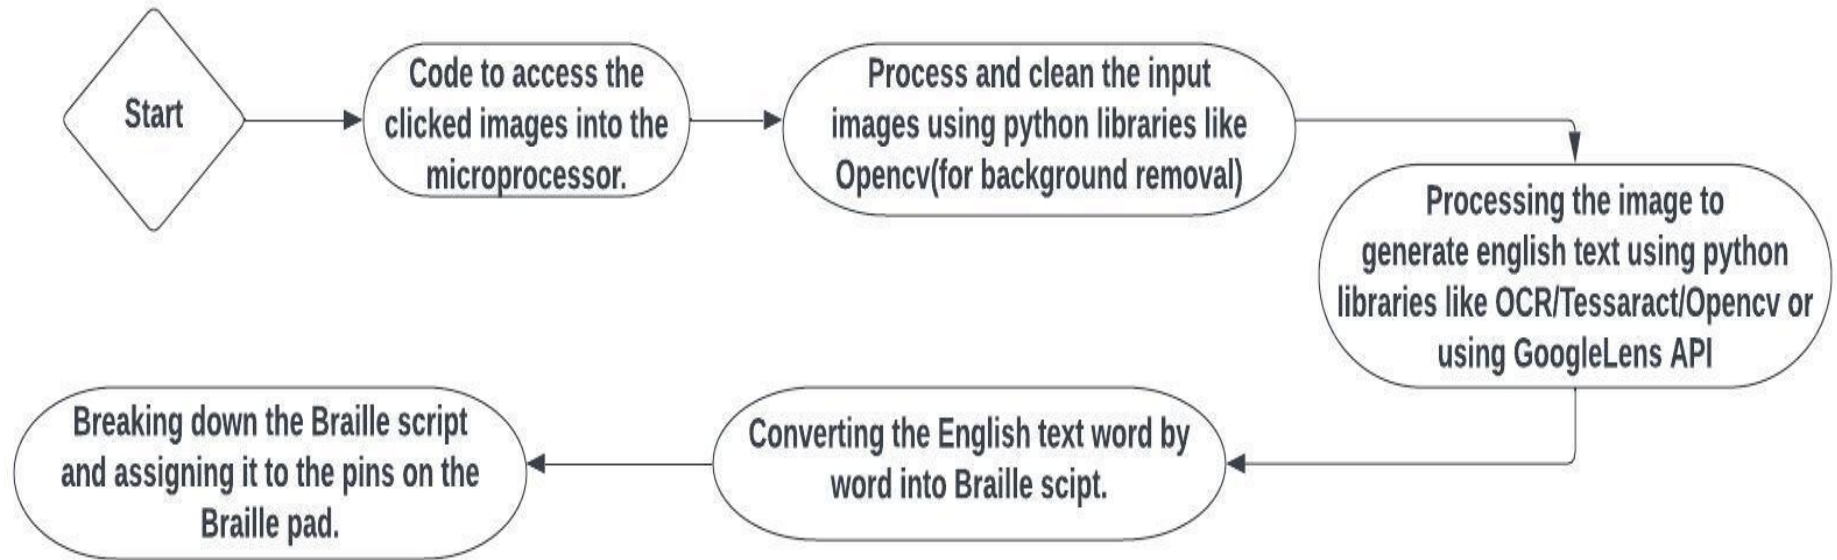 Start
Code to access the
clicked images into the
microprocessor.
Process and clean the input
images using python libraries like
Opencv(for background removal)
Processing the image to
generate english text using python
libraries like OCR/Tessaract/Opencv or
using GoogleLens API
Converting the English text word by
word into Braille scipt.
Breaking down the Braille script
and assigning it to the pins on the
Braille pad.